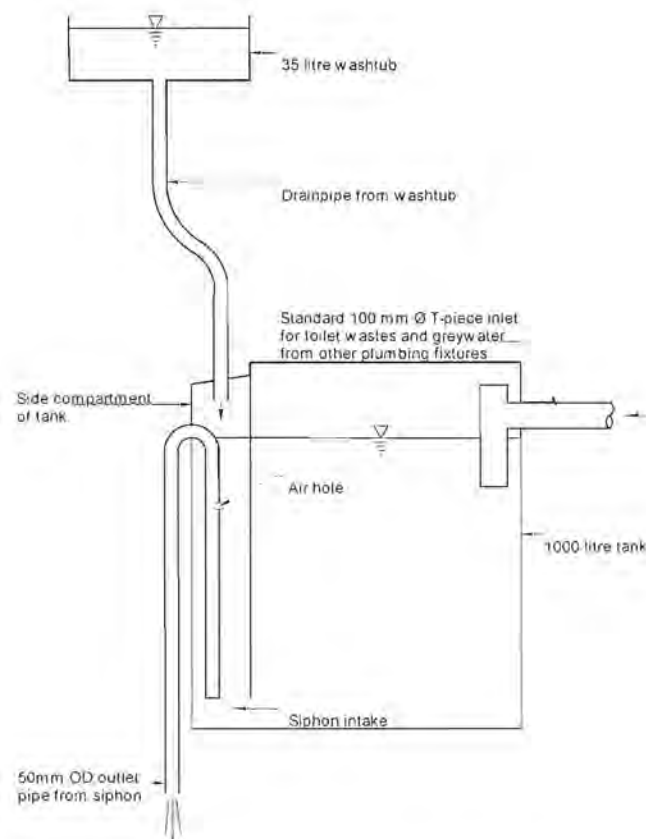 35 litre washtub
Drainpipe from washtub
Standard 100 mm Ø T-piece inlet
for toilet wastes and greywater
from other plumbing fixtures
Side compartment
of tank
Air hole
1000 litre tank
Siphon intake
50mm OD outlet
pipe from siphon